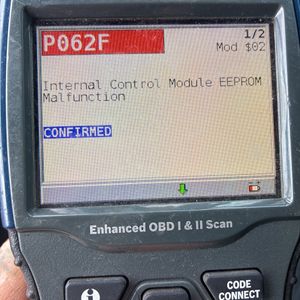 P062F
1/2
Mod $02
Internal Control Module EEPROM
Malfunction
CONFIRMED
Enhanced OBD I & II Scan
CODE
CONNECT